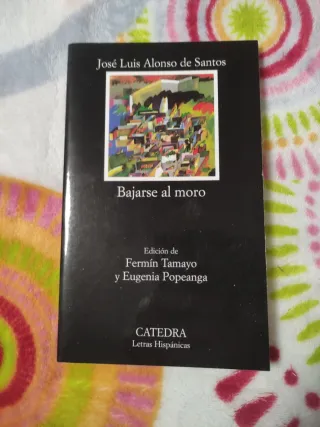 José Luis Alonso de Santos
Bajarse al moro
Edición de
Fermín Tamayo
y Eugenia Popeanga
CATEDRA
Letras Hispánicas